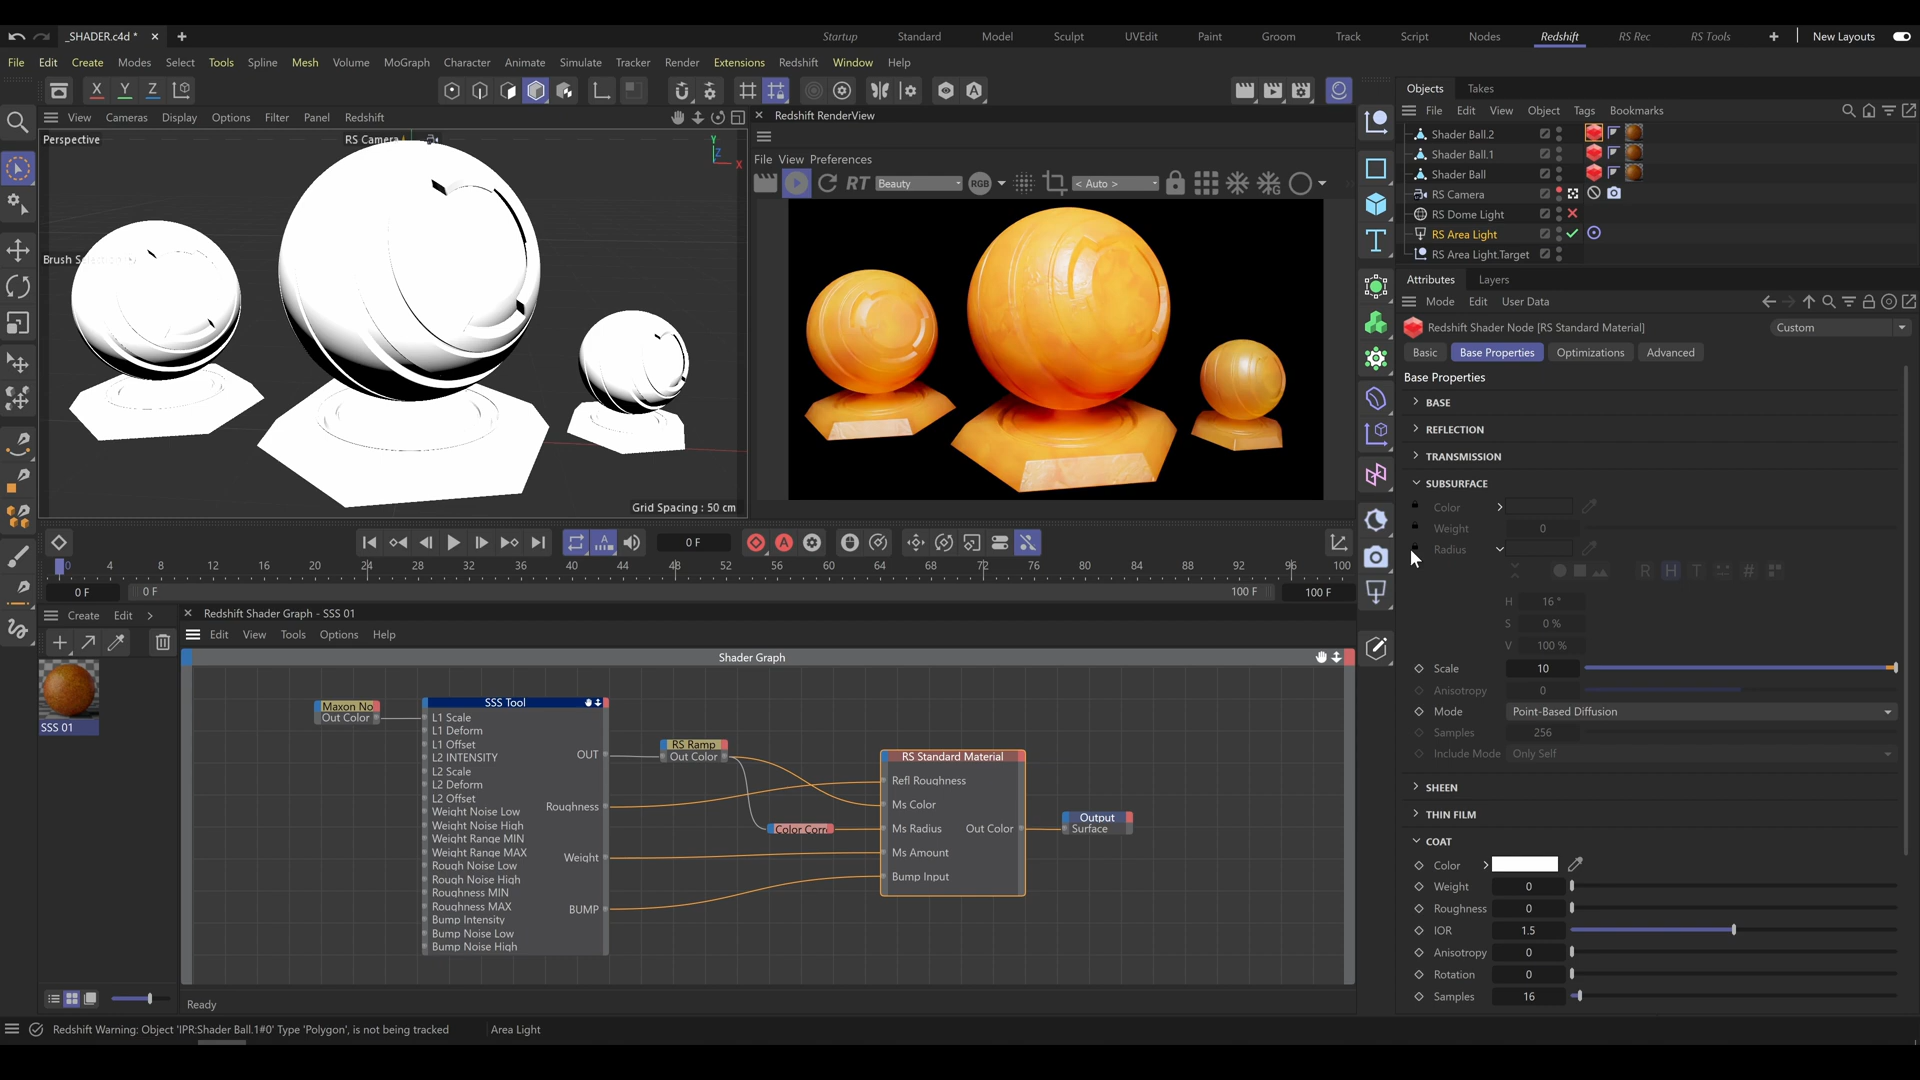 _SHADER.c4d *
Startup Standard Model Sculpt UVEdit Paint Groom Track Script Nodes Redshift RS Rec RS Tools New Layouts
File Edit Create Modes Select Tools Spline Mesh Volume MoGraph Character Animate Simulate Tracker Render Extensions Redshift Window Help
X Y Z
View Cameras Display Options Filter Panel Redshift
Perspective
RS Camera
Y
Z
X
Brush
Grid Spacing : 50 cm
Redshift RenderView
File View Preferences
RT Beauty RGB < Auto >
Objects Takes
File Edit View Object Tags Bookmarks
Shader Ball.2
Shader Ball.1
Shader Ball
RS Camera
RS Dome Light
RS Area Light
RS Area Light.Target
Attributes Layers
Mode Edit User Data
Redshift Shader Node [RS Standard Material] Custom
Basic Base Properties Optimizations Advanced
Base Properties
BASE
REFLECTION
TRANSMISSION
SUBSURFACE
Color
Weight 0
Radius
R H T #
H 16 °
S 0 %
V 100 %
Scale 10
Anisotropy 0
Mode Point-Based Diffusion
Samples 256
Include Mode Only Self
SHEEN
THIN FILM
COAT
Color
Weight 0
Roughness 0
IOR 1.5
Anisotropy 0
Rotation 0
Samples 16
0 F
0 4 8 12 16 20 24 28 32 36 40 44 48 52 56 60 64 68 72 76 80 84 88 92 96 100
0 F 0 F 100 F 100 F
Create Edit
SSS 01
Redshift Shader Graph - SSS 01
Edit View Tools Options Help
Shader Graph
Maxon No
Out Color
SSS Tool
L1 Scale
L1 Deform
L1 Offset
L2 INTENSITY
L2 Scale
L2 Deform
L2 Offset
Weight Noise Low
Weight Noise High
Weight Range MIN
Weight Range MAX
Rough Noise Low
Rough Noise High
Roughness MIN
Roughness MAX
Bump Intensity
Bump Noise Low
Bump Noise High
OUT
Roughness
Weight
BUMP
RS Ramp
Out Color
Color Corr
RS Standard Material
Refl Roughness
Ms Color
Ms Radius Out Color
Ms Amount
Bump Input
Output
Surface
Ready
Redshift Warning: Object 'IPR:Shader Ball.1#0' Type 'Polygon', is not being tracked Area Light